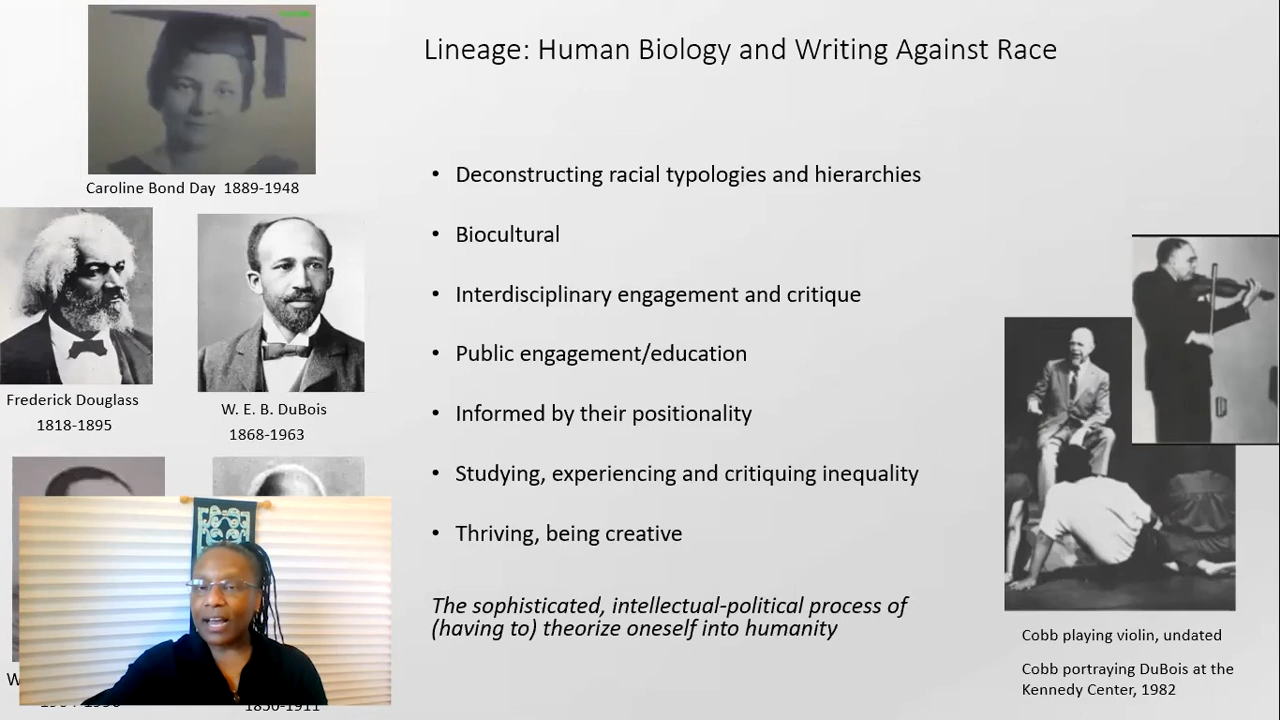 Lineage: Human Biology and Writing Against Race
Caroline Bond Day 1889-1948
Frederick Douglass
1818-1895
W. E. B. DuBois
1868-1963
W
1850-1911
• Deconstructing racial typologies and hierarchies
• Biocultural
• Interdisciplinary engagement and critique
• Public engagement/education
• Informed by their positionality
• Studying, experiencing and critiquing inequality
• Thriving, being creative
The sophisticated, intellectual-political process of
(having to) theorize oneself into humanity
Cobb playing violin, undated
Cobb portraying DuBois at the
Kennedy Center, 1982